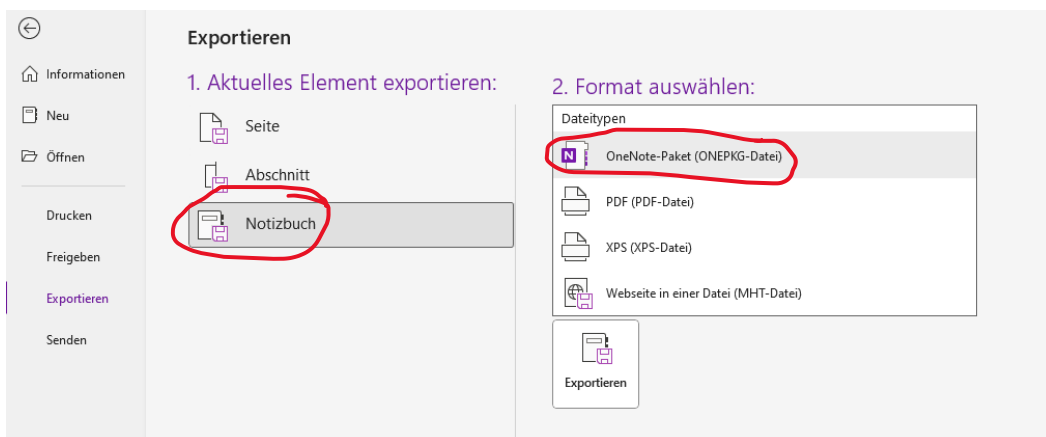 Exportieren
Informationen
Neu
Öffnen
Drucken
Freigeben
Exportieren
Senden
1. Aktuelles Element exportieren:
Seite
Abschnitt
Notizbuch
2. Format auswählen:
Dateitypen
N OneNote-Paket (ONEPKG-Datei)
PDF (PDF-Datei)
XPS (XPS-Datei)
Webseite in einer Datei (MHT-Datei)
Exportieren